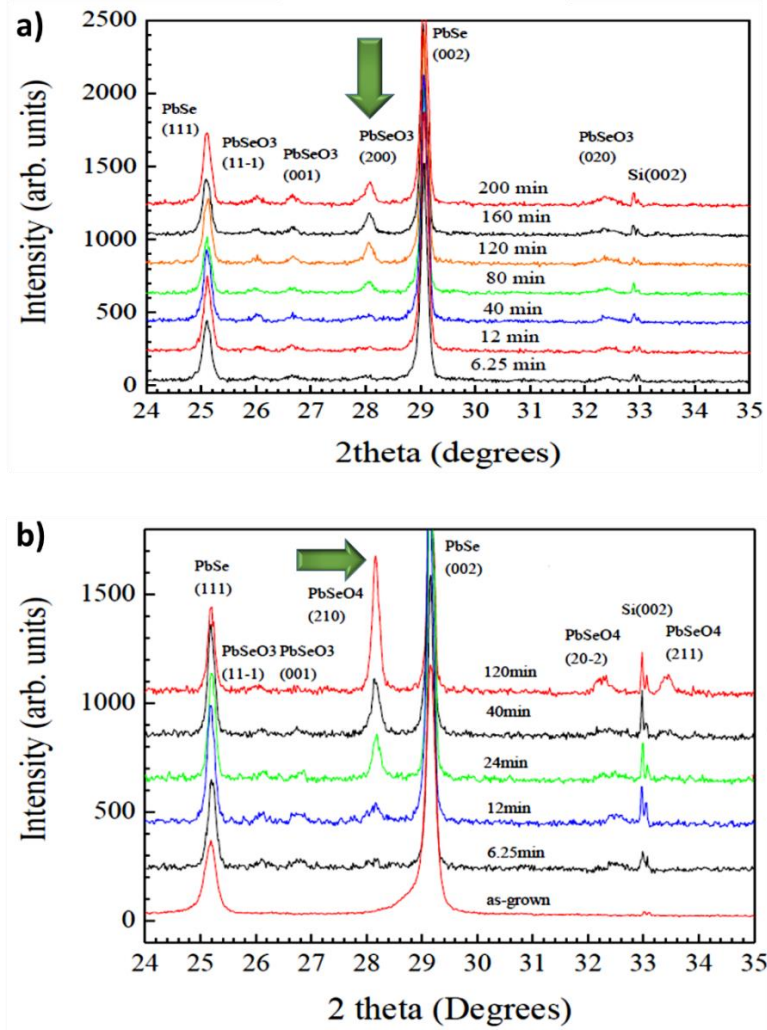 a)
Intensity (arb. units)
2500
2000
1500
1000
500
0
PbSe
(111)
PbSeO3
(11-1)
PbSeO3
(001)
PbSeO3
(200)
PbSe
(002)
PbSeO3
(020)
Si(002)
200 min
160 min
120 min
80 min
40 min
12 min
6.25 min
24 25 26 27 28 29 30 31 32 33 34 35
2theta (degrees)
b)
Intensity (arb. units)
1500
1000
500
0
PbSe
(111)
PbSeO3
(11-1)
PbSeO3
(001)
PbSeO4
(210)
PbSe
(002)
PbSeO4
(20-2)
Si(002)
PbSeO4
(211)
120min
40min
24min
12min
6.25min
as-grown
24 25 26 27 28 29 30 31 32 33 34 35
2 theta (Degrees)